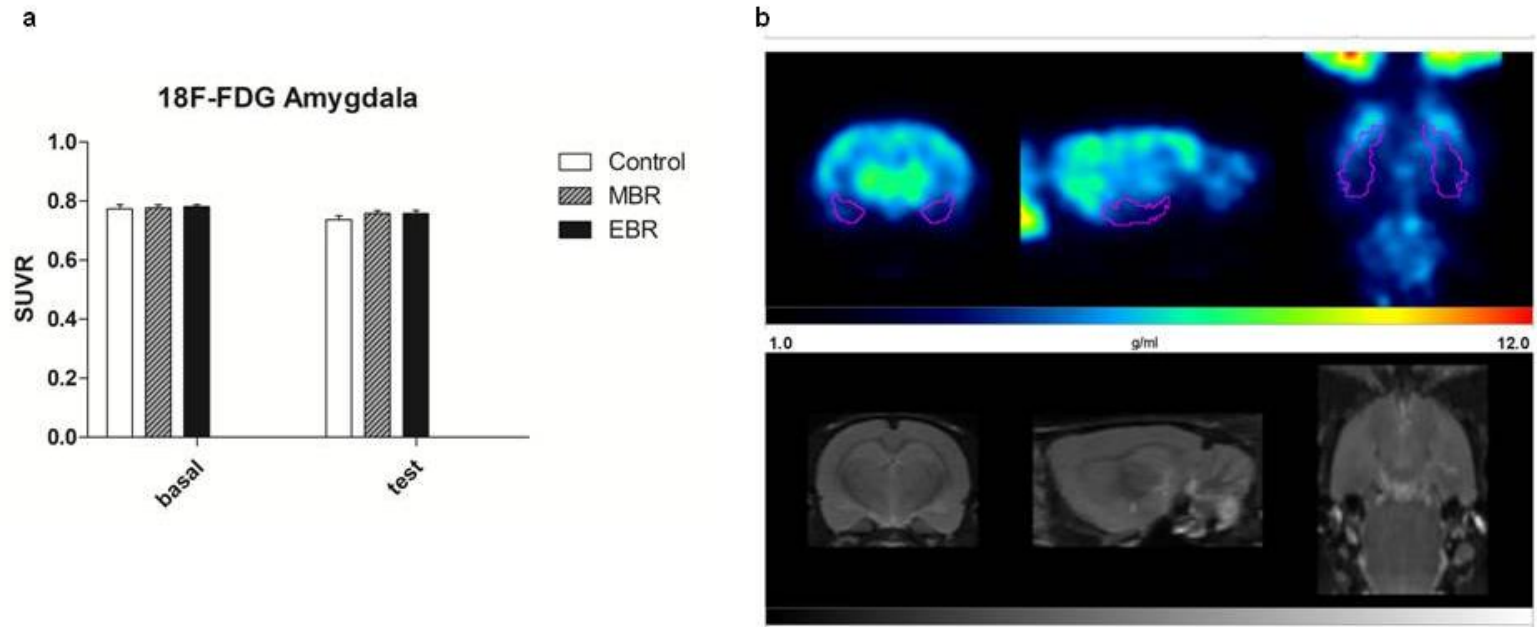 a
18F-FDG Amygdala
SUVR
1.0
0.8
0.6
0.4
0.2
0.0
basal
test
Control
MBR
EBR
b
1.0 g/ml 12.0